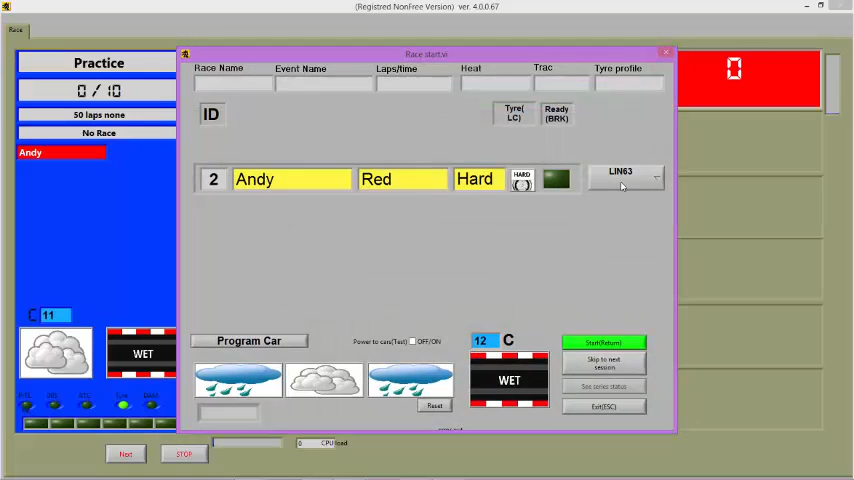 (Registred NonFree Version) ver. 4.0.0.67
Race
Practice
0/10
50 laps none
No Race
Andy
C 11
WET
Next
STOP
0 CPU load
0
Race start.vi
Race Name Event Name Laps/time Heat Trac Tyre profile
ID
Tyre(
LC)
Ready
(BRK)
2 Andy Red Hard HARD LIN63
Program Car
Power to cars(Test) OFF/ON
12 C
WET
Reset
Start(Return)
Skip to next
session
See series status
Exit(ESC)